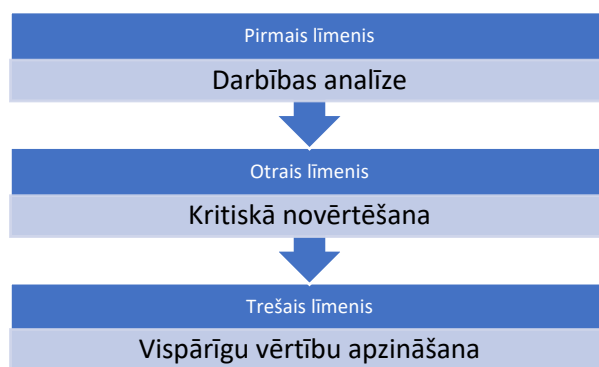 Pirmais līmenis
Darbības analīze
Otrais līmenis
Kritiskā novērtēšana
Trešais līmenis
Vispārīgu vērtību apzināšana